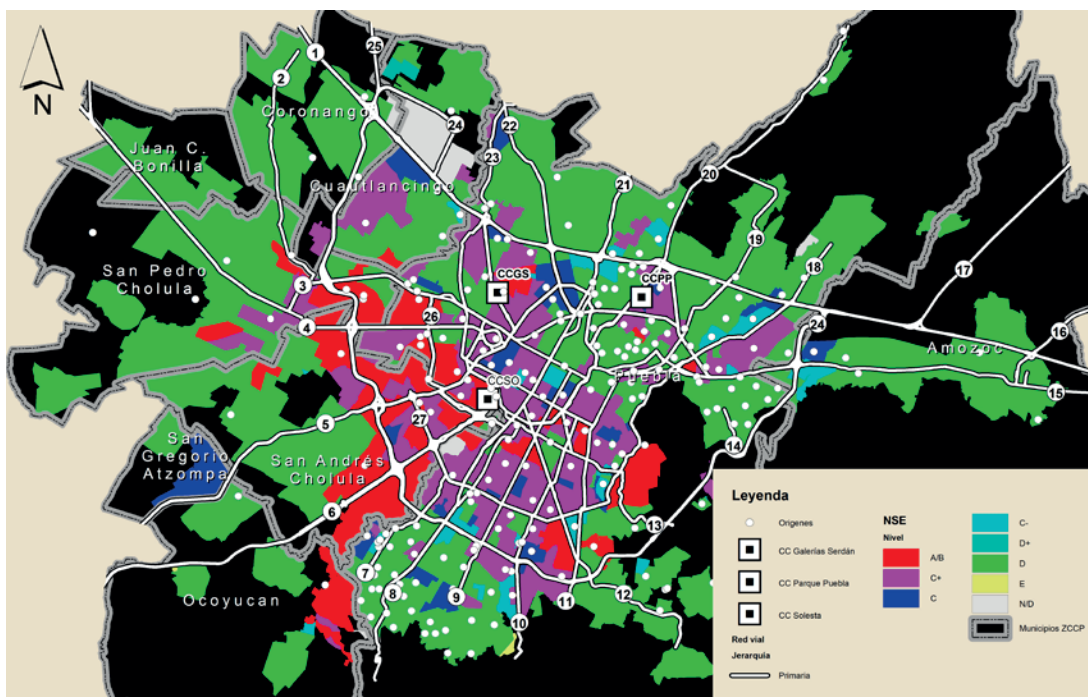 1
25
2
Coronango
24
22
23
Juan C.
Bonilla
Cuautlancingo
21
20
19
18
17
San Pedro
Cholula
3
CCGS
CCPP
4
26
24
16
Amozoc
Puebla
15
CCSO
5
27
14
San
Gregorio
Atzompa
San Andrés
Cholula
6
13
7
8
9
10
11
12
Ocoyucan
N
Leyenda
Origenes
CC Galerías Serdán
CC Parque Puebla
CC Solesta
Red vial
Jerarquía
Primaria
NSE
Nivel
A/B
C+
C
C-
D+
D
E
N/D
Municipios ZCCP